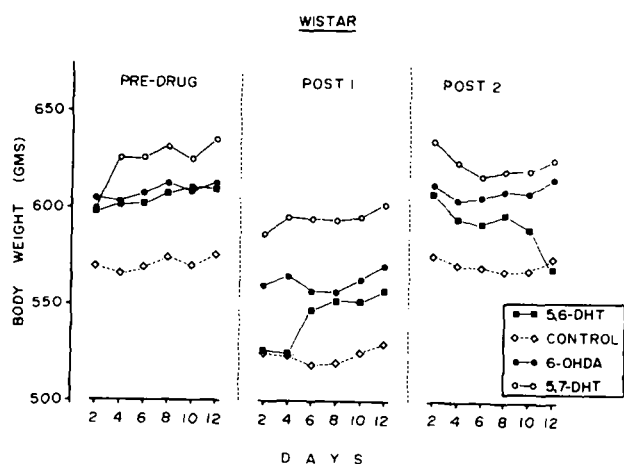 WISTAR
PRE-DRUG
POST 1
POST 2
650
600
550
500
BODY WEIGHT (GMS)
2 4 6 8 10 12
2 4 6 8 10 12
2 4 6 8 10 12
DAYS
5,6-DHT
CONTROL
6-OHDA
5,7-DHT